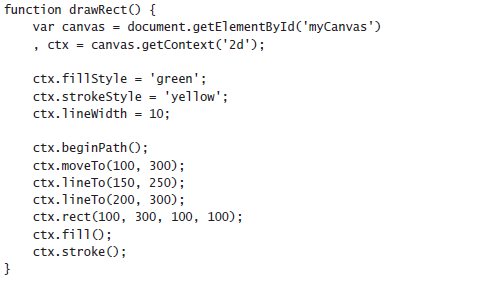 function drawRect() {
    var canvas = document.getElementById('myCanvas')
    , ctx = canvas.getContext('2d');

    ctx.fillStyle = 'green';
    ctx.strokeStyle = 'yellow';
    ctx.lineWidth = 10;

    ctx.beginPath();
    ctx.moveTo(100, 300);
    ctx.lineTo(150, 250);
    ctx.lineTo(200, 300);
    ctx.rect(100, 300, 100, 100);
    ctx.fill();
    ctx.stroke();
}